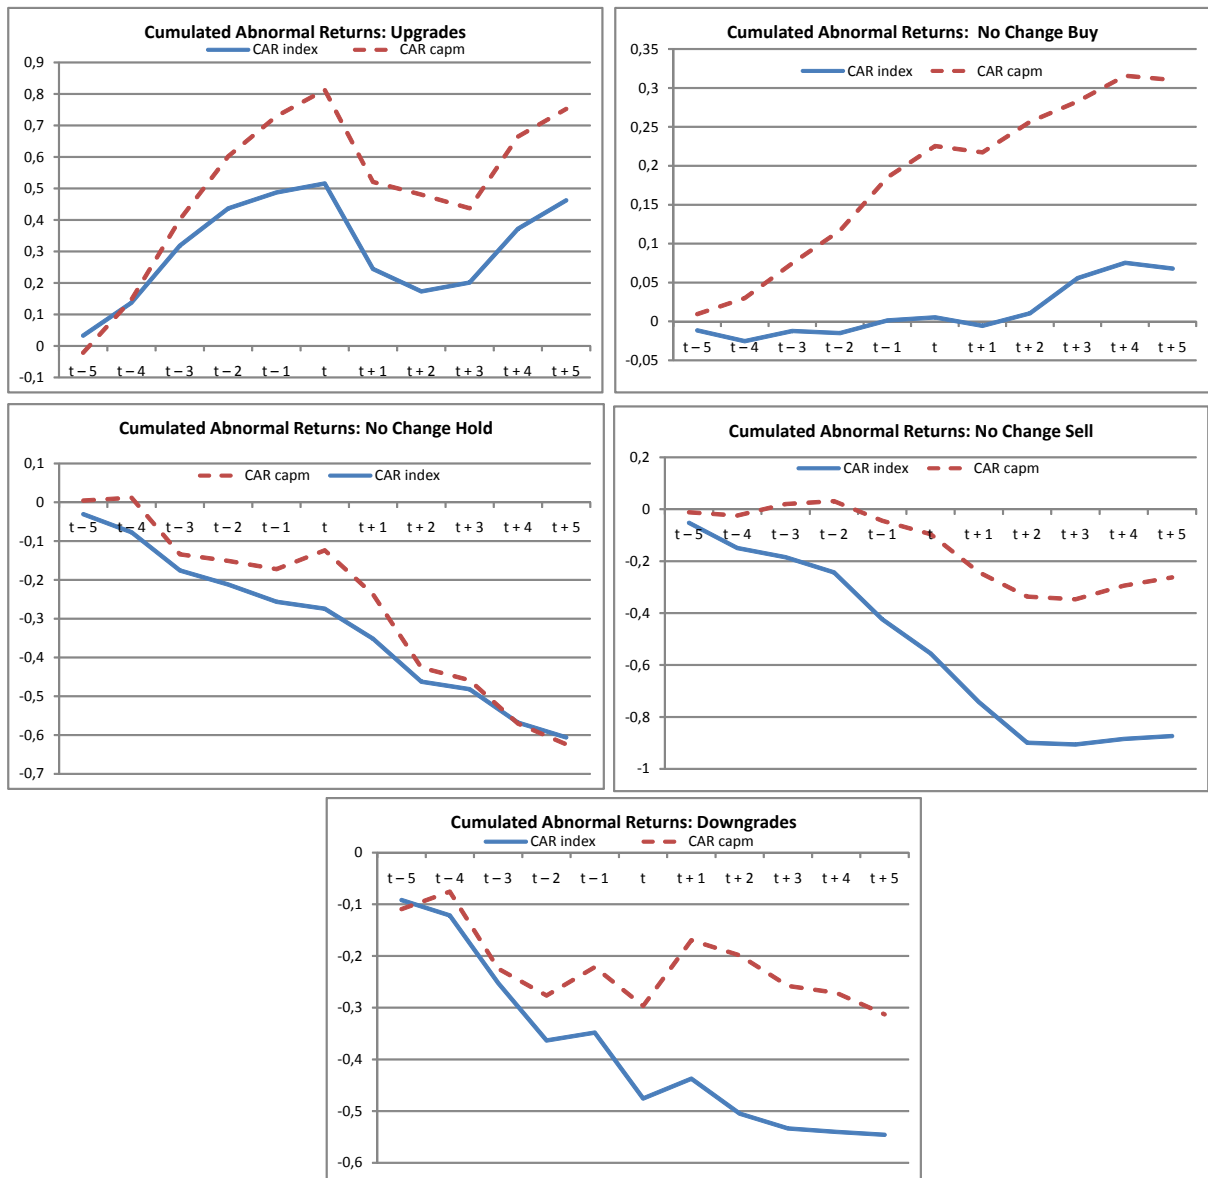 Cumulated Abnormal Returns: Upgrades
CAR index CAR capm
0,9
0,8
0,7
0,6
0,5
0,4
0,3
0,2
0,1
0
-0,1
t – 5 t – 4 t – 3 t – 2 t – 1 t t + 1 t + 2 t + 3 t + 4 t + 5
Cumulated Abnormal Returns: No Change Buy
CAR index CAR capm
0,35
0,3
0,25
0,2
0,15
0,1
0,05
0
-0,05
t – 5 t – 4 t – 3 t – 2 t – 1 t t + 1 t + 2 t + 3 t + 4 t + 5
Cumulated Abnormal Returns: No Change Hold
CAR capm CAR index
0,1
0
-0,1
-0,2
-0,3
-0,4
-0,5
-0,6
-0,7
t – 5 t – 4 t – 3 t – 2 t – 1 t t + 1 t + 2 t + 3 t + 4 t + 5
Cumulated Abnormal Returns: No Change Sell
CAR index CAR capm
0,2
0
-0,2
-0,4
-0,6
-0,8
-1
t – 5 t – 4 t – 3 t – 2 t – 1 t t + 1 t + 2 t + 3 t + 4 t + 5
Cumulated Abnormal Returns: Downgrades
CAR index CAR capm
0
-0,1
-0,2
-0,3
-0,4
-0,5
-0,6
t – 5 t – 4 t – 3 t – 2 t – 1 t t + 1 t + 2 t + 3 t + 4 t + 5